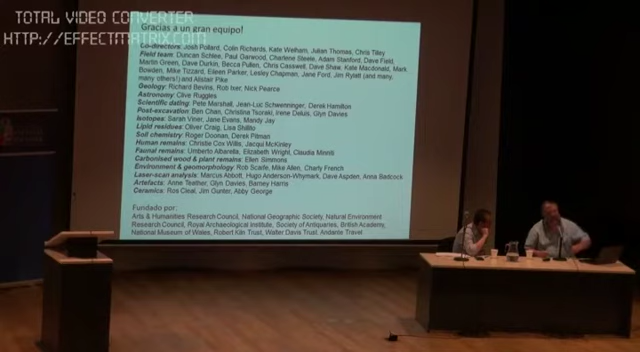 TOTAL VIDEO CONVERTER
HTTP://EFFECTMATRIX.COM
Gracias a un gran equipo!
Co-directors: Josh Pollard, Colin Richards, Kate Welham, Julian Thomas, Chris Tilley
Field team: Duncan Schlee, Paul Garwood, Charlene Steele, Adam Stanford, Dave Field,
Martin Green, Dave Durkin, Becca Pullen, Chris Casswell, Dave Shaw, Kate Macdonald, Mark
Bowden, Mike Tizzard, Eileen Parker, Lesley Chapman, Jane Ford, Jim Rylatt (and many,
many others!) and Alistair Pike
Geology: Richard Bevins, Rob Ixer, Nick Pearce
Astronomy: Clive Ruggles
Scientific dating: Pete Marshall, Jean-Luc Schwenninger, Derek Hamilton
Post-excavation: Ben Chan, Christina Tsoraki, Irene Deluis, Glyn Davies
Isotopes: Sarah Viner, Jane Evans, Mandy Jay
Lipid residues: Oliver Craig, Lisa Shillito
Soil chemistry: Roger Doonan, Derek Pitman
Human remains: Christie Cox Willis, Jacqui McKinley
Faunal remains: Umberto Albarella, Elizabeth Wright, Claudia Minniti
Carbonised wood & plant remains: Ellen Simmons
Environment & geomorphology: Rob Scaife, Mike Allen, Charly French
Laser-scan analysis: Marcus Abbott, Hugo Anderson-Whymark, Dave Aspden, Anna Badcock
Artefacts: Anne Teather, Glyn Davies, Barney Harris
Ceramics: Ros Cleal, Jim Gunter, Abby George
Fundado por:
Arts & Humanities Research Council, National Geographic Society, Natural Environment
Research Council, Royal Archaeological Institute, Society of Antiquaries, British Academy,
National Museum of Wales, Robert Kiln Trust, Walter Davis Trust, Andante Travel